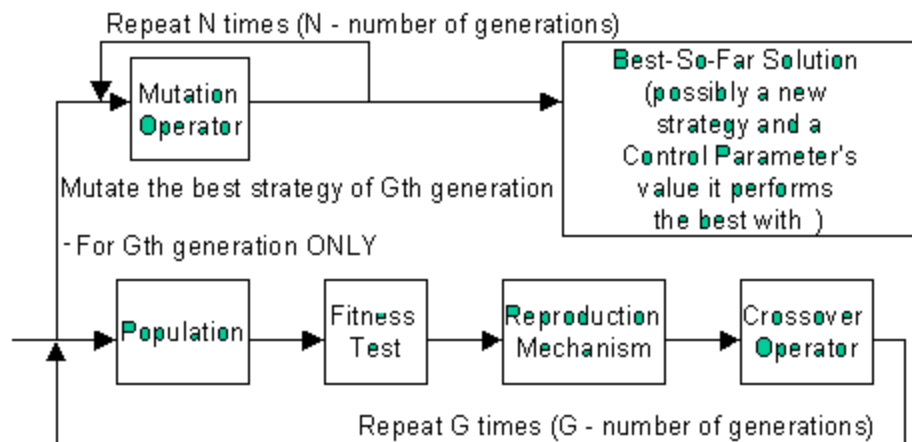 Repeat N times (N - number of generations)
Mutation
Operator
Best-So-Far Solution
(possibly a new
strategy and a
Control Parameter's
value it performs
the best with )
Mutate the best strategy of Gth generation
- For Gth generation ONLY
Population
Fitness
Test
Reproduction
Mechanism
Crossover
Operator
Repeat G times (G - number of generations)